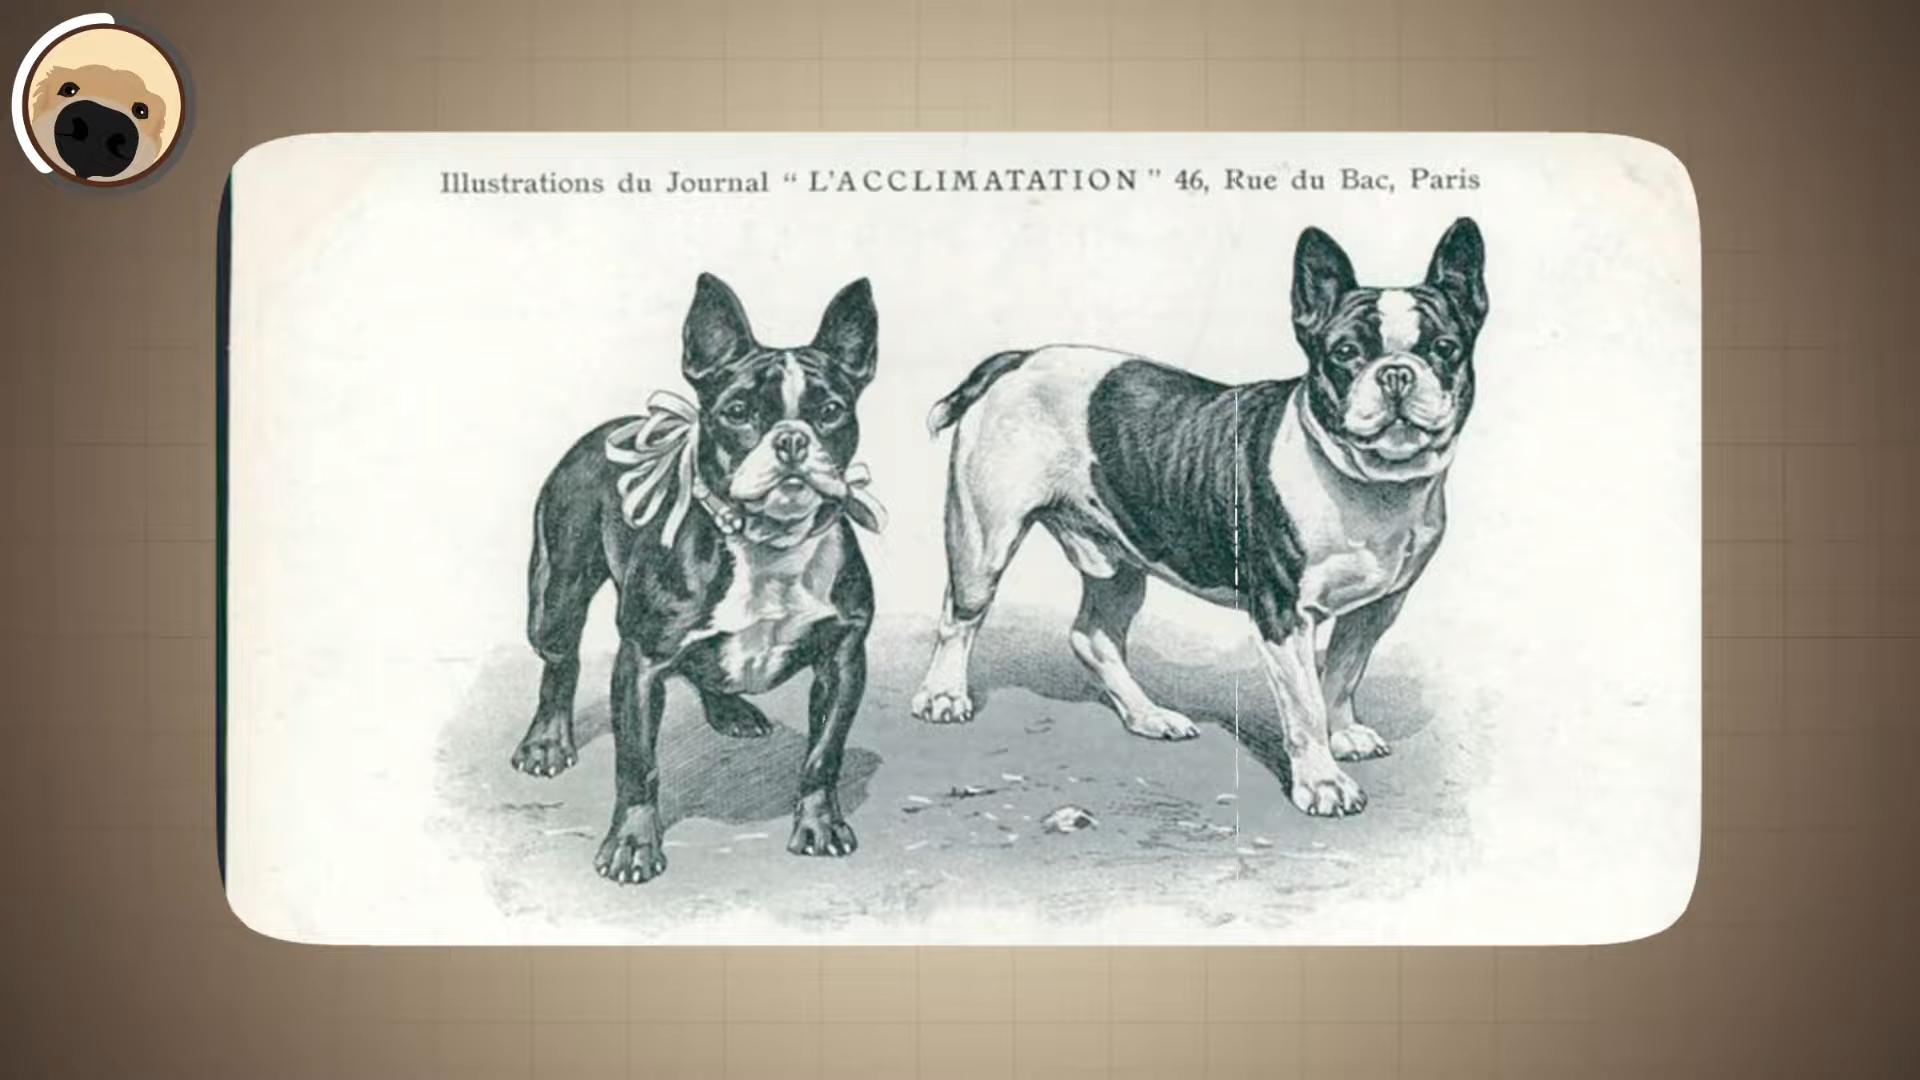 Illustrations du Journal “ L'ACCLIMATATION ” 46, Rue du Bac, Paris